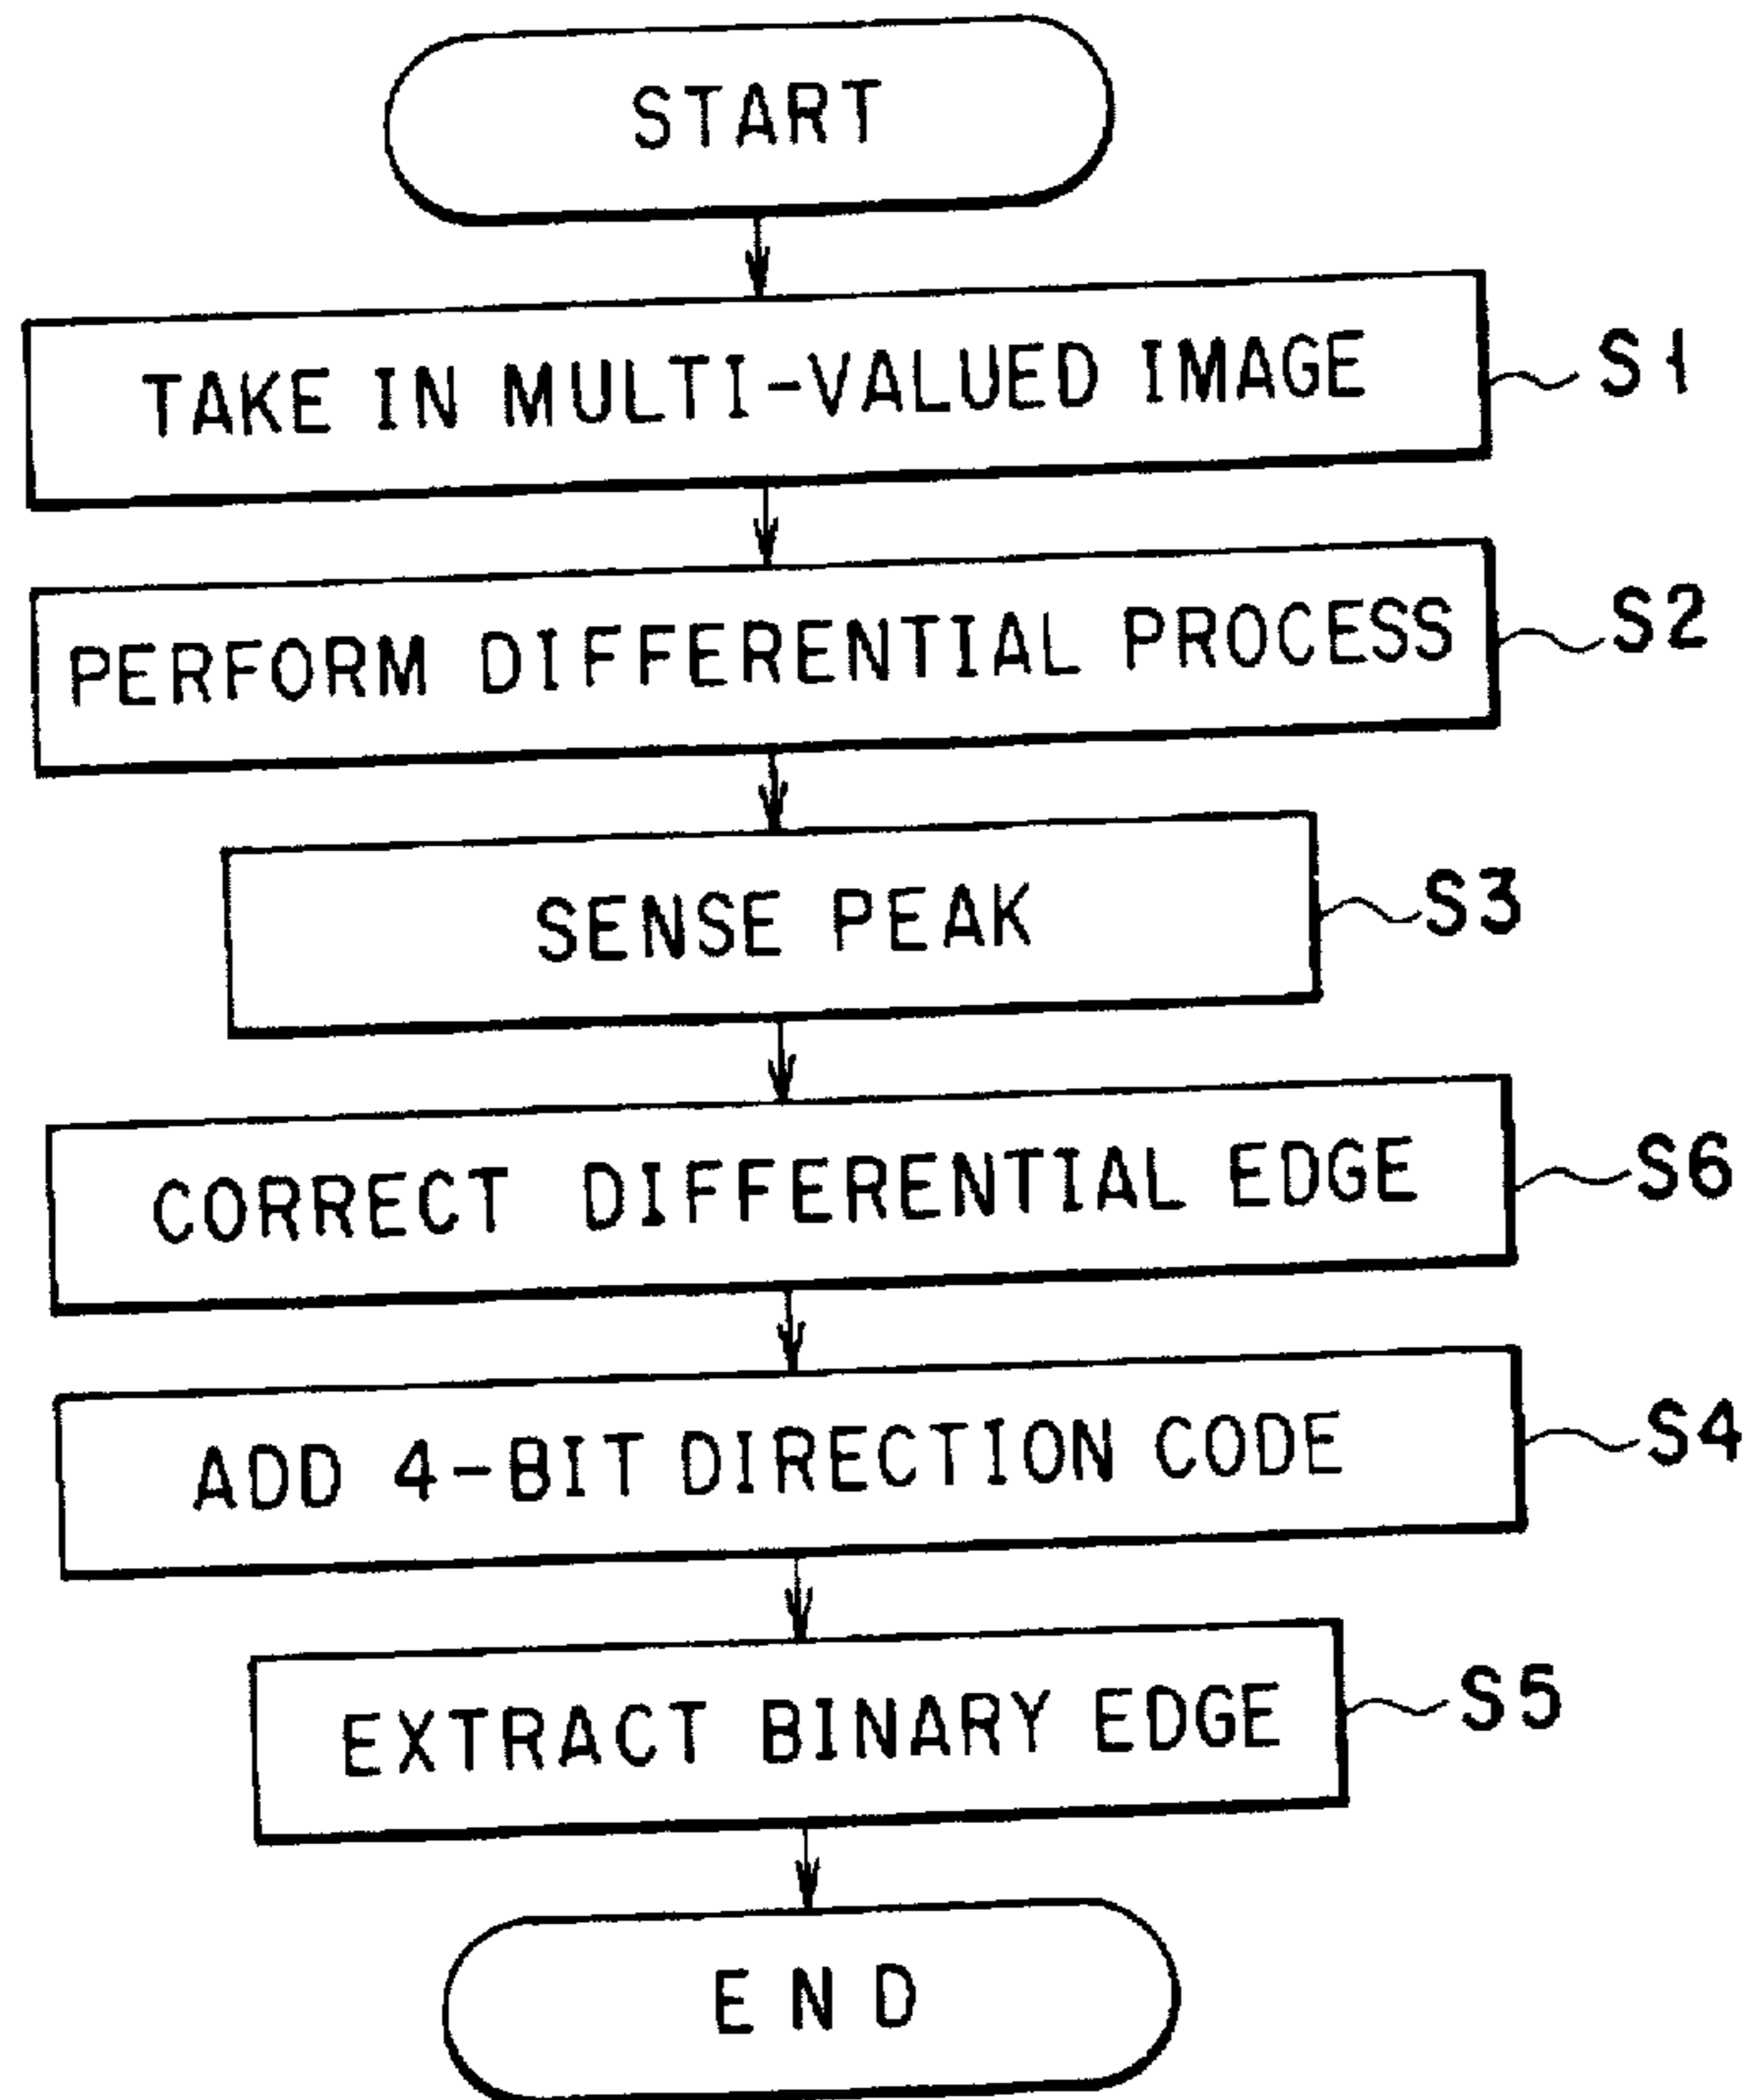 START
TAKE IN MULTI-VALUED IMAGE S1
PERFORM DIFFERENTIAL PROCESS S2
SENSE PEAK S3
CORRECT DIFFERENTIAL EDGE S6
ADD 4-BIT DIRECTION CODE S4
EXTRACT BINARY EDGE S5
END